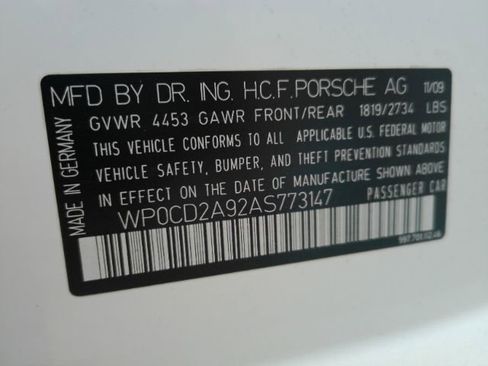 MFD BY DR. ING. H.C.F. PORSCHE AG 11/09
GVWR 4453 GAWR FRONT/REAR 1819/2734 LBS
THIS VEHICLE CONFORMS TO ALL APPLICABLE U.S. FEDERAL MOTOR
VEHICLE SAFETY, BUMPER, AND THEFT PREVENTION STANDARDS
IN EFFECT ON THE DATE OF MANUFACTURE SHOWN ABOVE
WP0CD2A92AS773147 PASSENGER CAR
MADE IN GERMANY